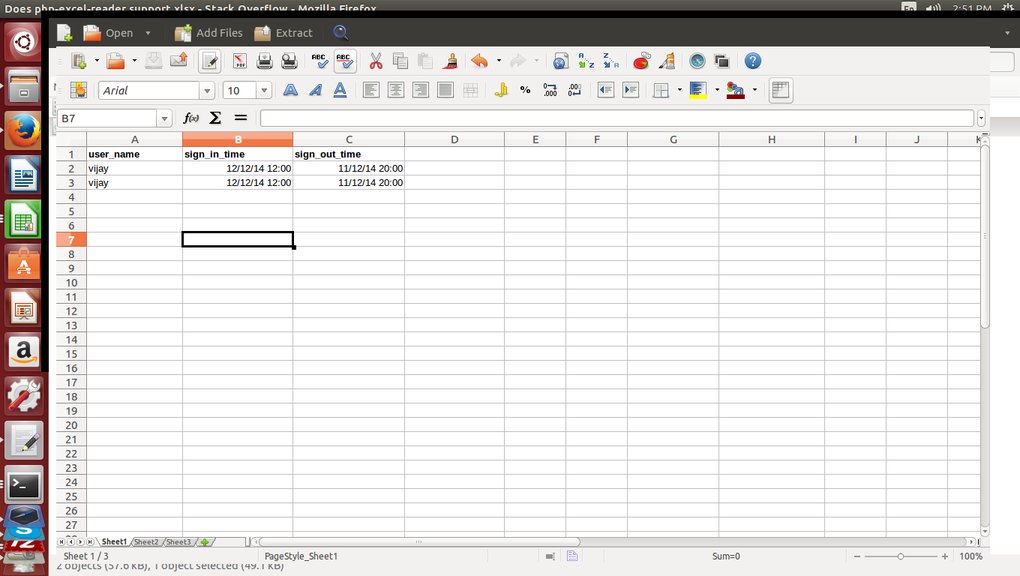 Does php-excel-reader support xlsx - Stack Overflow - Mozilla Firefox
En 2:51 PM
Open Add Files Extract
Arial 10
B7
A B C D E F G H I J K
1 user_name sign_in_time sign_out_time
2 vijay 12/12/14 12:00 11/12/14 20:00
3 vijay 12/12/14 12:00 11/12/14 20:00
4
5
6
7
8
9
10
11
12
13
14
15
16
17
18
19
20
21
22
23
24
25
26
27
28
Sheet1 Sheet2 Sheet3
Sheet 1 / 3 PageStyle_Sheet1 Sum=0 100%
2 objects (57.6 kB), 1 object selected (49.1 kB)